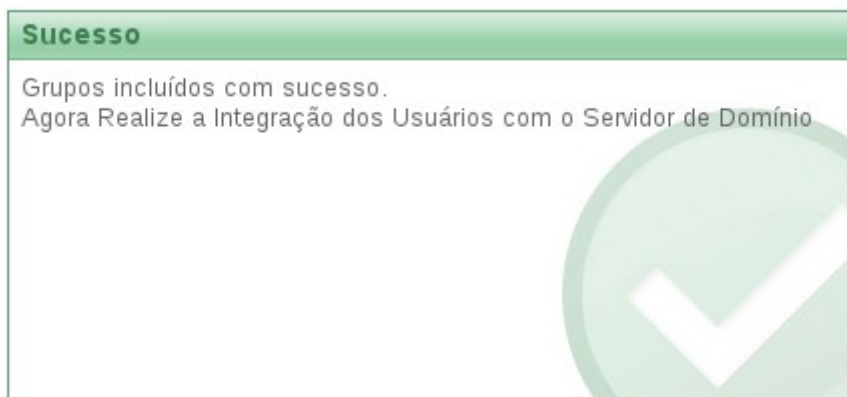 Sucesso
Grupos incluídos com sucesso.
Agora Realize a Integração dos Usuários com o Servidor de Domínio